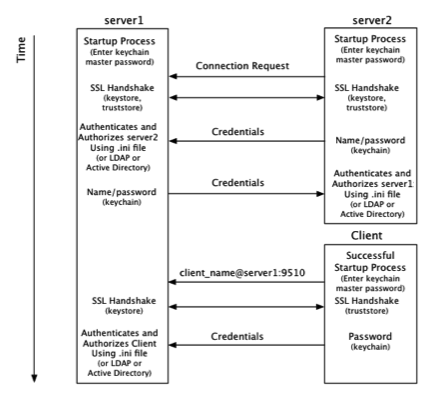 server1
server2
Time
Startup Process
(Enter keychain
master password)
Startup Process
(Enter keychain
master password)
Connection Request
SSL Handshake
(keystore,
truststore)
SSL Handshake
(keystore,
truststore)
Authenticates and
Authorizes server2
Using .ini file
(or LDAP or
Active Directory)
Credentials
Name/password
(keychain)
Name/password
(keychain)
Credentials
Authenticates and
Authorizes server1
Using .ini file
(or LDAP or
Active Directory)
Client
Successful
Startup Process
(Enter keychain
master password)
client_name@server1:9510
SSL Handshake
(keystore)
SSL Handshake
(truststore)
Authenticates and
Authorizes Client
Using .ini file
(or LDAP or
Active Directory)
Credentials
Password
(keychain)